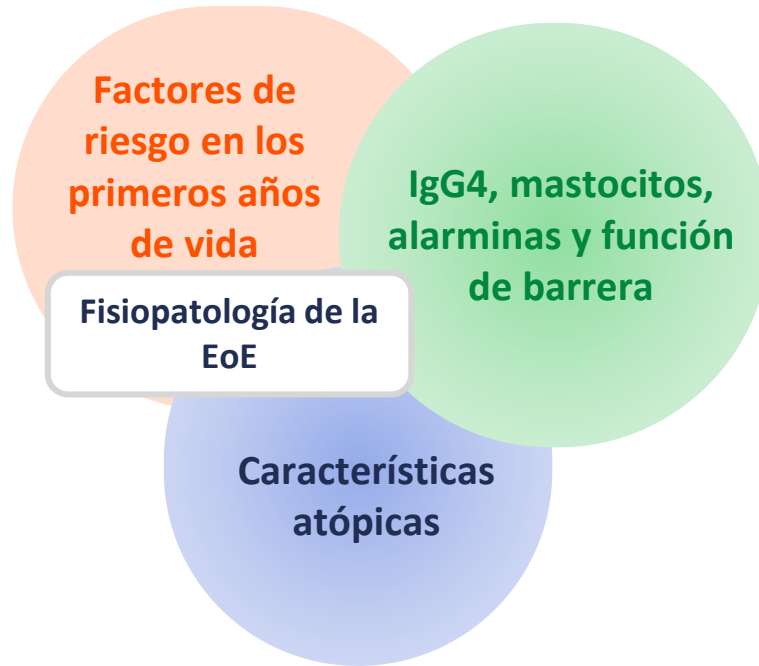 Factores de
riesgo en los
primeros años
de vida
IgG4, mastocitos,
alarminas y función
de barrera
Fisiopatología de la
EoE
Características
atópicas